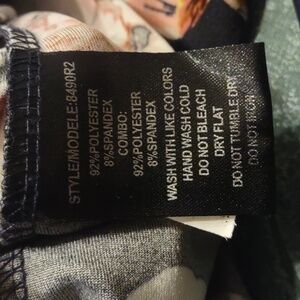 STYLE/MODELE:8490R2
92%POLYESTER
8%SPANDEX
COMBO:
92%POLYESTER
8%SPANDEX
WASH WITH LIKE COLORS
HAND WASH COLD
DO NOT BLEACH
DRY FLAT
DO NOT TUMBLE DRY
DO NOT IRON